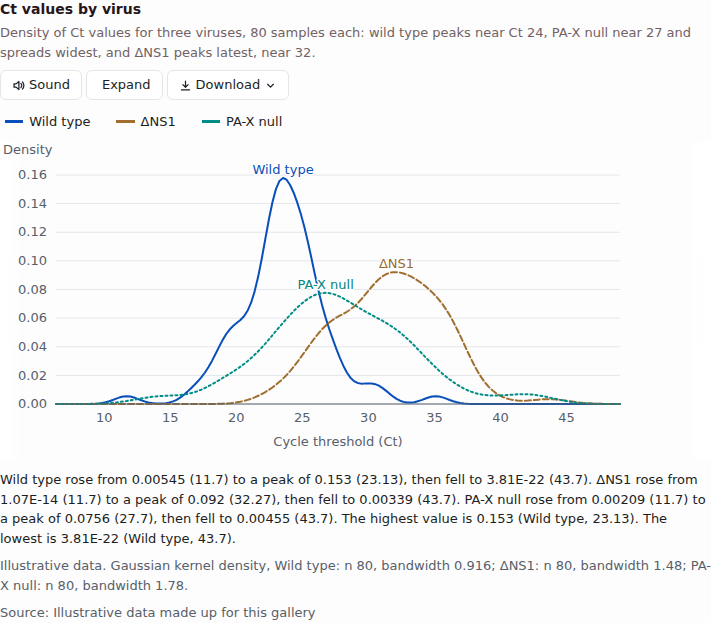 Ct values by virus
Density of Ct values for three viruses, 80 samples each: wild type peaks near Ct 24, PA-X null near 27 and
spreads widest, and ΔNS1 peaks latest, near 32.
Sound Expand Download
Wild type ΔNS1 PA-X null
Density
Wild type
0.16
0.14
0.12
0.10
ΔNS1
0.08
PA-X null
0.06
0.04
0.02
0.00
10 15 20 25 30 35 40 45
Cycle threshold (Ct)
Wild type rose from 0.00545 (11.7) to a peak of 0.153 (23.13), then fell to 3.81E-22 (43.7). ΔNS1 rose from
1.07E-14 (11.7) to a peak of 0.092 (32.27), then fell to 0.00339 (43.7). PA-X null rose from 0.00209 (11.7) to
a peak of 0.0756 (27.7), then fell to 0.00455 (43.7). The highest value is 0.153 (Wild type, 23.13). The
lowest is 3.81E-22 (Wild type, 43.7).
Illustrative data. Gaussian kernel density, Wild type: n 80, bandwidth 0.916; ΔNS1: n 80, bandwidth 1.48; PA-
X null: n 80, bandwidth 1.78.
Source: Illustrative data made up for this gallery